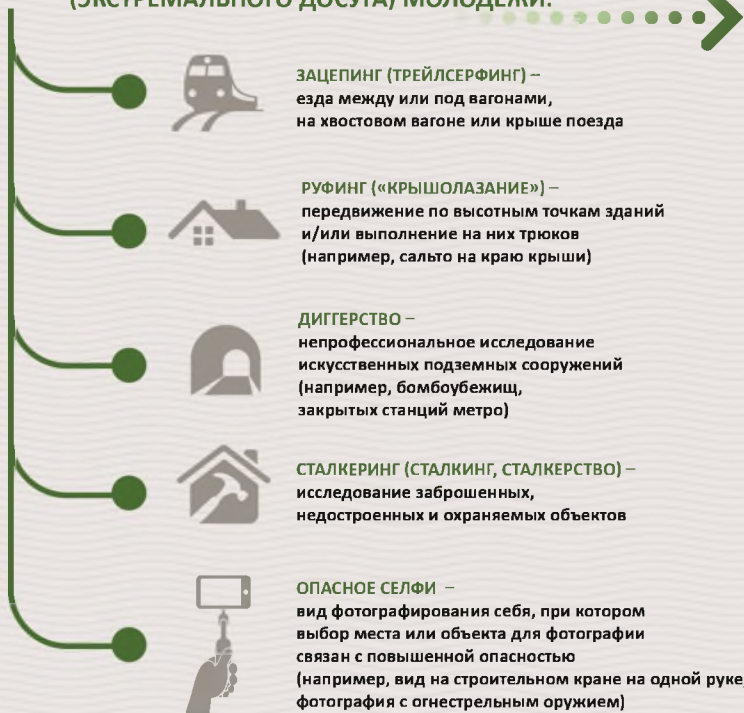 (ЭКСТРЕМАЛЬНОГО ДОСУГА) МОЛОДЕЖИ:
ЗАЦЕПИНГ (ТРЕЙЛСЕРФИНГ) –
езда между или под вагонами,
на хвостовом вагоне или крыше поезда
РУФИНГ («КРЫШОЛАЗАНИЕ») –
передвижение по высотным точкам зданий
и/или выполнение на них трюков
(например, сальто на краю крыши)
ДИГГЕРСТВО –
непрофессиональное исследование
искусственных подземных сооружений
(например, бомбоубежищ,
закрытых станций метро)
СТАЛКЕРИНГ (СТАЛКИНГ, СТАЛКЕРСТВО) –
исследование заброшенных,
недостроенных и охраняемых объектов
ОПАСНОЕ СЕЛФИ –
вид фотографирования себя, при котором
выбор места или объекта для фотографии
связан с повышенной опасностью
(например, вид на строительном кране на одной руке,
фотография с огнестрельным оружием)